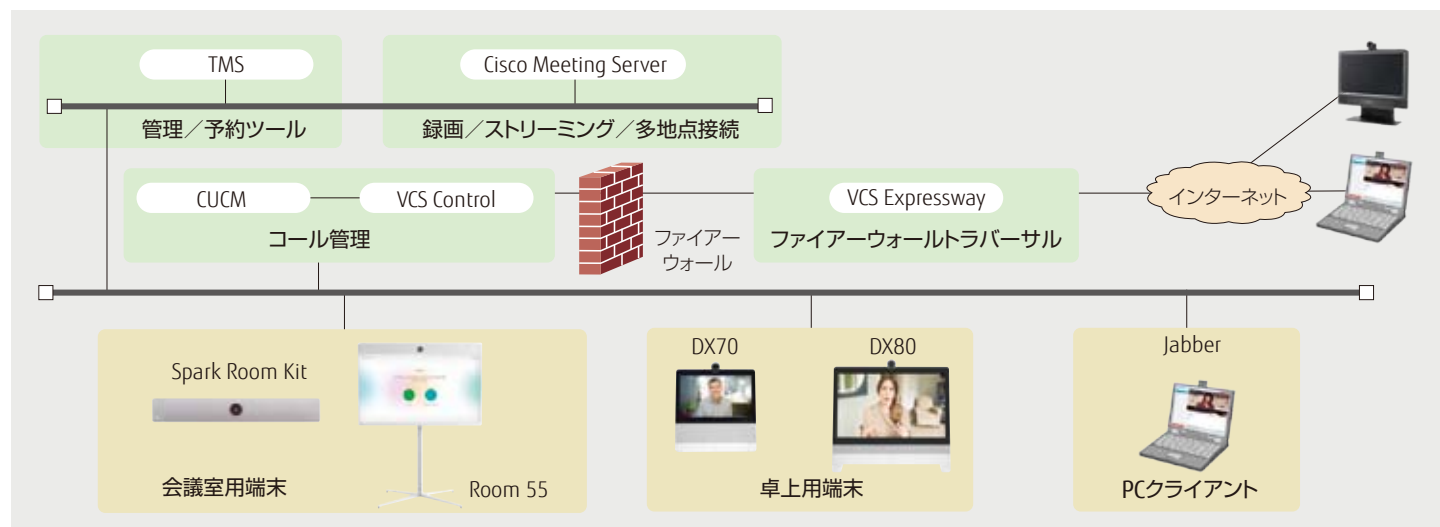 TMS
Cisco Meeting Server
管理／予約ツール
録画／ストリーミング／多地点接続
CUCM
VCS Control
コール管理
ファイアー
ウォール
VCS Expressway
ファイアーウォールトラバーサル
インターネット
Spark Room Kit
会議室用端末
Room 55
DX70
DX80
卓上用端末
Jabber
PCクライアント